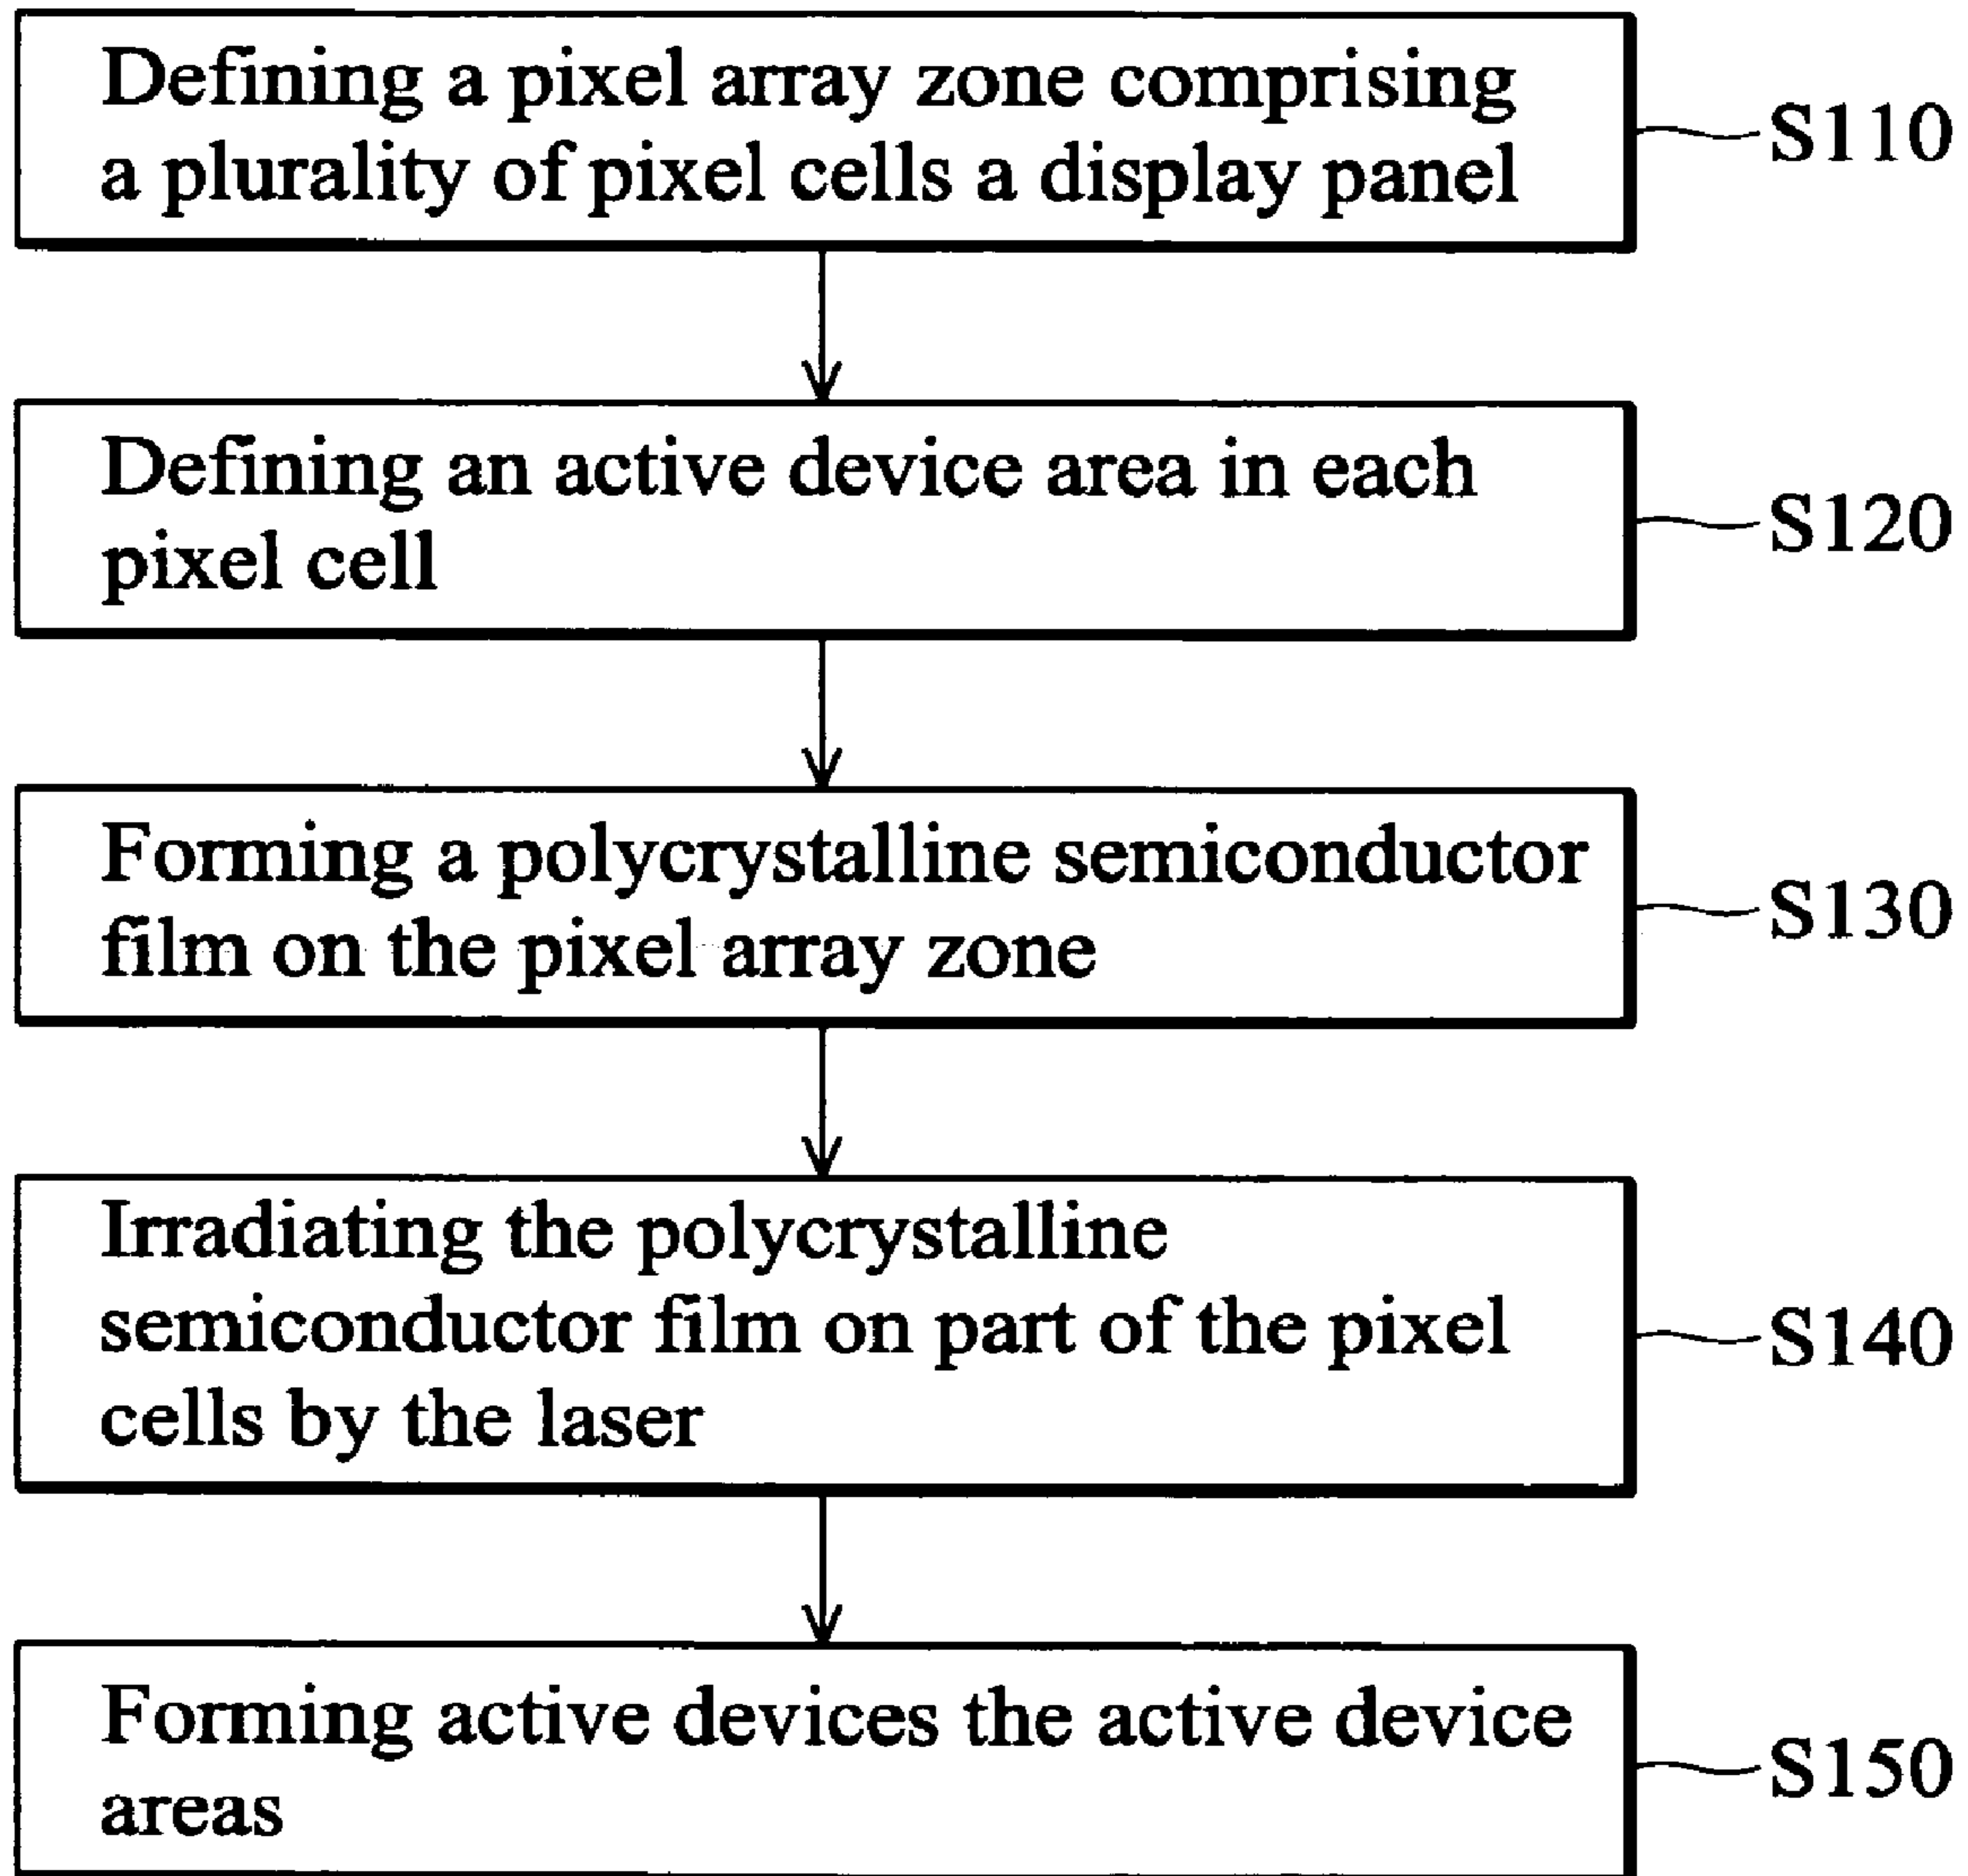 Defining a pixel array zone comprising
a plurality of pixel cells a display panel
S110
Defining an active device area in each
pixel cell
S120
Forming a polycrystalline semiconductor
film on the pixel array zone
S130
Irradiating the polycrystalline
semiconductor film on part of the pixel
cells by the laser
S140
Forming active devices the active device
areas
S150